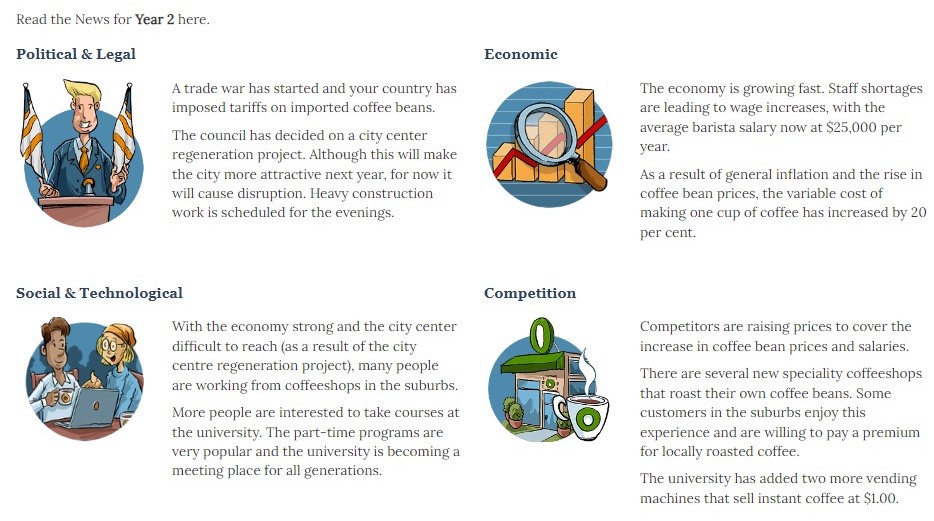 Read the News for Year 2 here.
Political & Legal
A trade war has started and your country has
imposed tariffs on imported coffee beans.
The council has decided on a city center
regeneration project. Although this will make
the city more attractive next year, for now it
will cause disruption. Heavy construction
work is scheduled for the evenings.
Economic
The economy is growing fast. Staff shortages
are leading to wage increases, with the
average barista salary now at $25,000 per
year.
As a result of general inflation and the rise in
coffee bean prices, the variable cost of
making one cup of coffee has increased by 20
per cent.
Social & Technological
With the economy strong and the city center
difficult to reach (as a result of the city
centre regeneration project), many people
are working from coffeeshops in the suburbs.
More people are interested to take courses at
the university. The part-time programs are
very popular and the university is becoming a
meeting place for all generations.
Competition
Competitors are raising prices to cover the
increase in coffee bean prices and salaries.
There are several new speciality coffeeshops
that roast their own coffee beans. Some
customers in the suburbs enjoy this
experience and are willing to pay a premium
for locally roasted coffee.
The university has added two more vending
machines that sell instant coffee at $1.00.